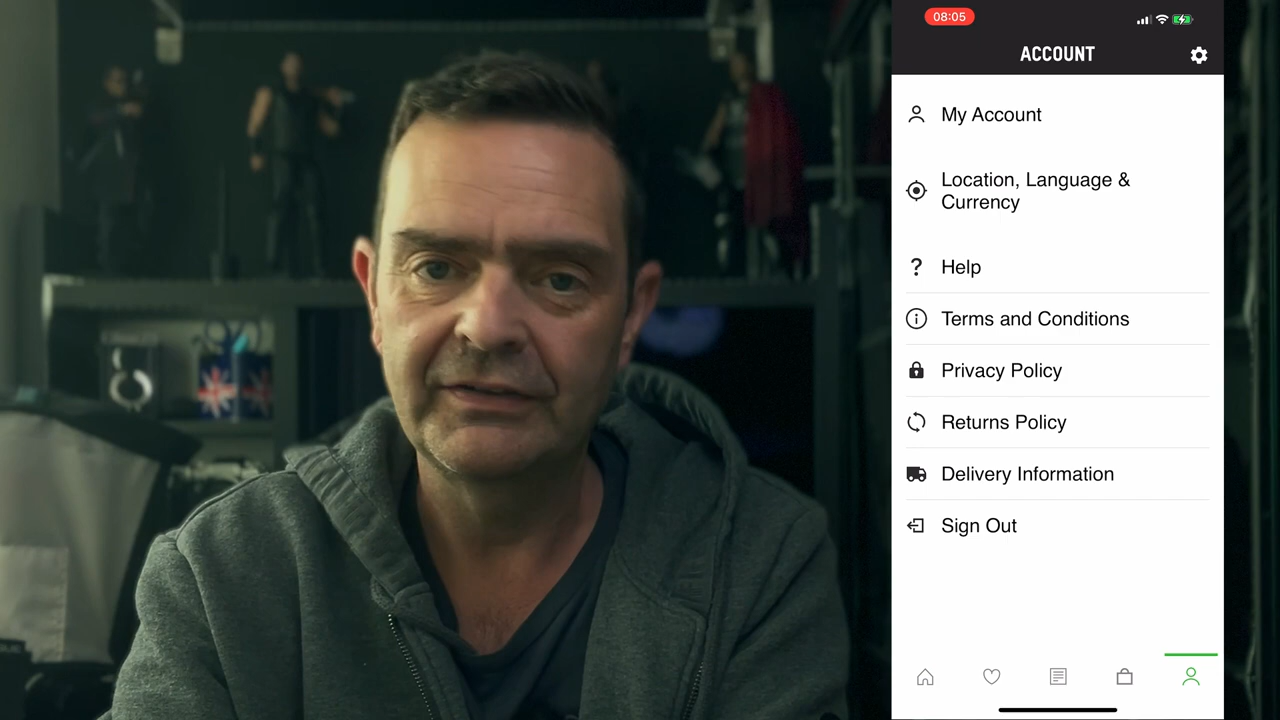 08:05
ACCOUNT
My Account
Location, Language &
Currency
Help
Terms and Conditions
Privacy Policy
Returns Policy
Delivery Information
Sign Out